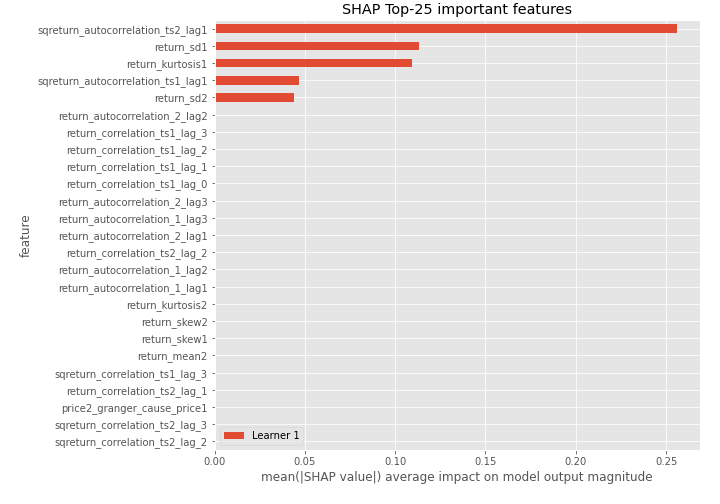 SHAP Top-25 important features
sqreturn_autocorrelation_ts2_lag1
return_sd1
return_kurtosis1
sqreturn_autocorrelation_ts1_lag1
return_sd2
return_autocorrelation_2_lag2
return_correlation_ts1_lag_3
return_correlation_ts1_lag_2
return_correlation_ts1_lag_1
return_correlation_ts1_lag_0
return_autocorrelation_2_lag3
return_autocorrelation_1_lag3
return_autocorrelation_2_lag1
return_correlation_ts2_lag_2
return_autocorrelation_1_lag2
return_autocorrelation_1_lag1
return_kurtosis2
return_skew2
return_skew1
return_mean2
sqreturn_correlation_ts1_lag_3
return_correlation_ts2_lag_1
price2_granger_cause_price1
sqreturn_correlation_ts2_lag_3
sqreturn_correlation_ts2_lag_2
feature
Learner 1
0.00 0.05 0.10 0.15 0.20 0.25
mean(|SHAP value|) average impact on model output magnitude